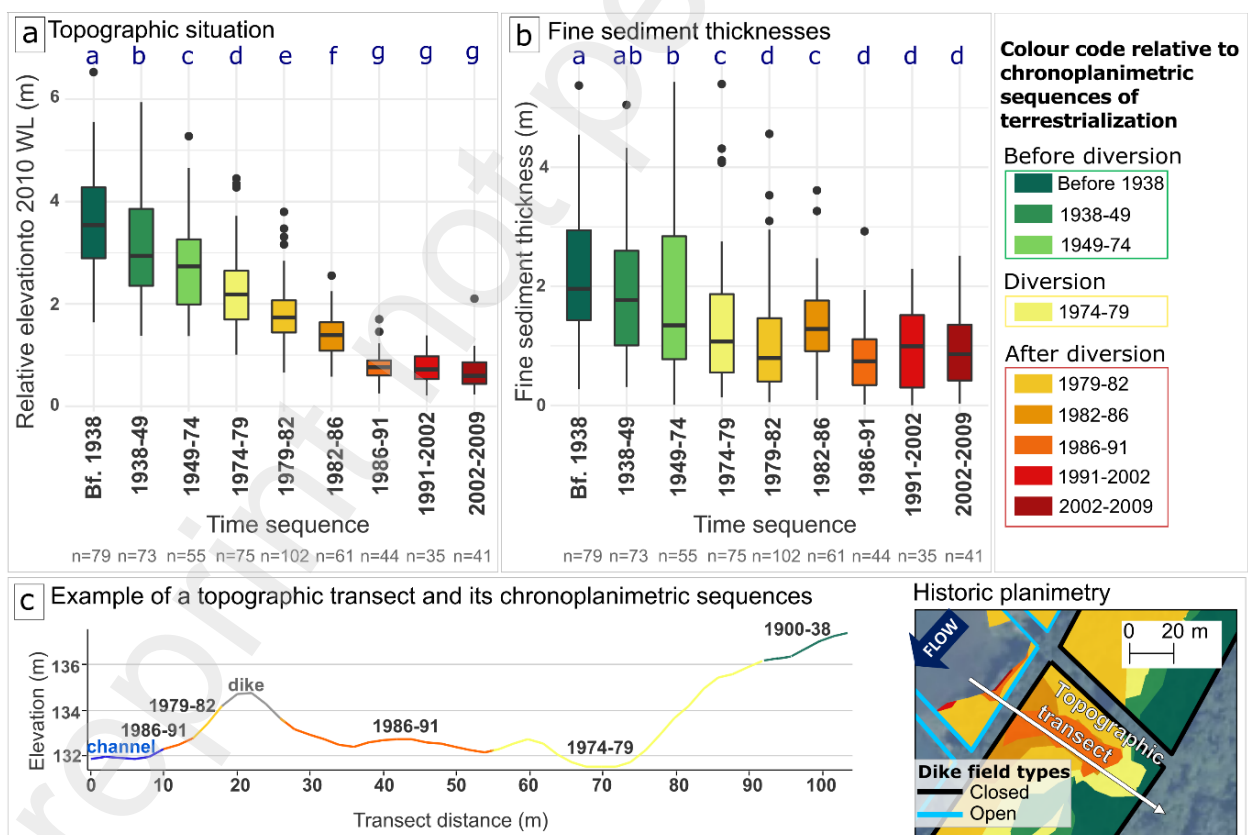 a Topographic situation
a b c d e f g g g
Relative elevationto 2010 WL (m)
6
4
2
0
Bf. 1938
1938-49
1949-74
1974-79
1979-82
1982-86
1986-91
1991-2002
2002-2009
Time sequence
n=79 n=73 n=55 n=75 n=102 n=61 n=44 n=35 n=41
b Fine sediment thicknesses
a ab b c d c d d d
Fine sediment thickness (m)
4
2
0
Bf. 1938
1938-49
1949-74
1974-79
1979-82
1982-86
1986-91
1991-2002
2002-2009
Time sequence
n=79 n=73 n=55 n=75 n=102 n=61 n=44 n=35 n=41
Colour code relative to
chronoplanimetric
sequences of
terrestrialization
Before diversion
Before 1938
1938-49
1949-74
Diversion
1974-79
After diversion
1979-82
1982-86
1986-91
1991-2002
2002-2009
c Example of a topographic transect and its chronoplanimetric sequences
Elevation (m)
136
134
132
channel
1986-91
1979-82
dike
1986-91
1974-79
1900-38
0 10 20 30 40 50 60 70 80 90 100
Transect distance (m)
Historic planimetry
FLOW
0 20 m
Topographic
transect
Dike field types
Closed
Open
reprint not pe